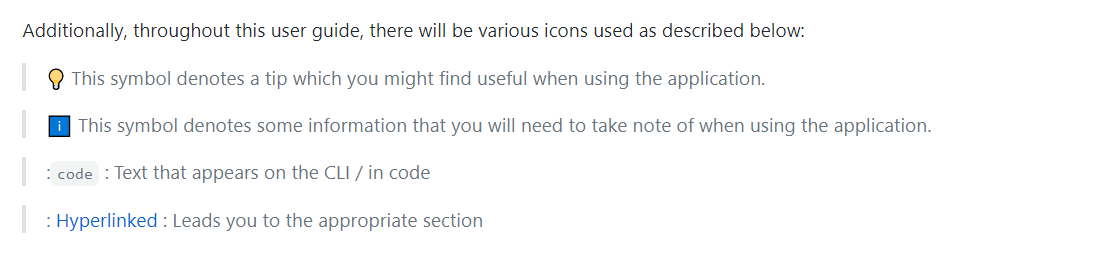 Additionally, throughout this user guide, there will be various icons used as described below:
💡 This symbol denotes a tip which you might find useful when using the application.
ℹ️ This symbol denotes some information that you will need to take note of when using the application.
: code : Text that appears on the CLI / in code
: Hyperlinked : Leads you to the appropriate section